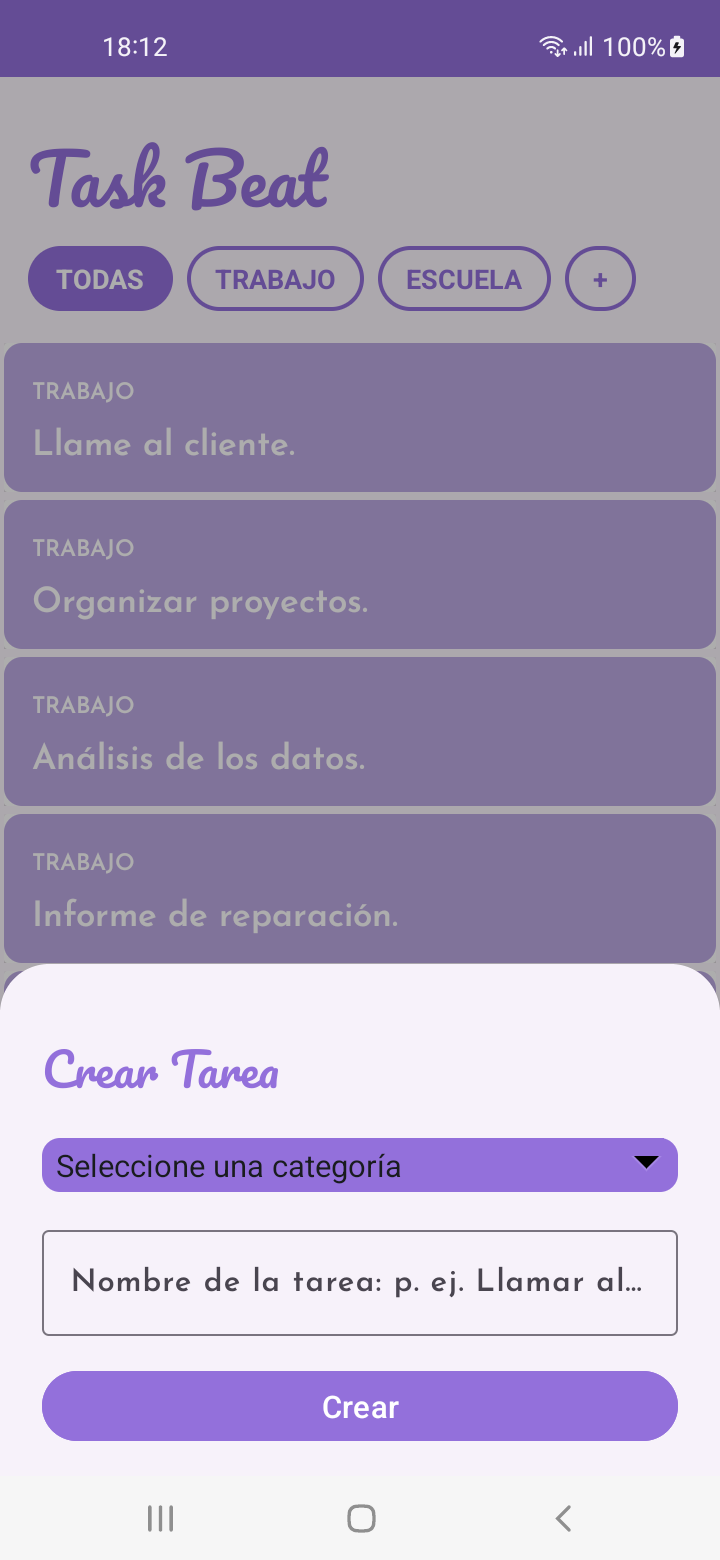 18:12 100%
Task Beat
TODAS TRABAJO ESCUELA +
TRABAJO
Llame al cliente.
TRABAJO
Organizar proyectos.
TRABAJO
Análisis de los datos.
TRABAJO
Informe de reparación.
Crear Tarea
Seleccione una categoría
Nombre de la tarea: p. ej. Llamar al...
Crear